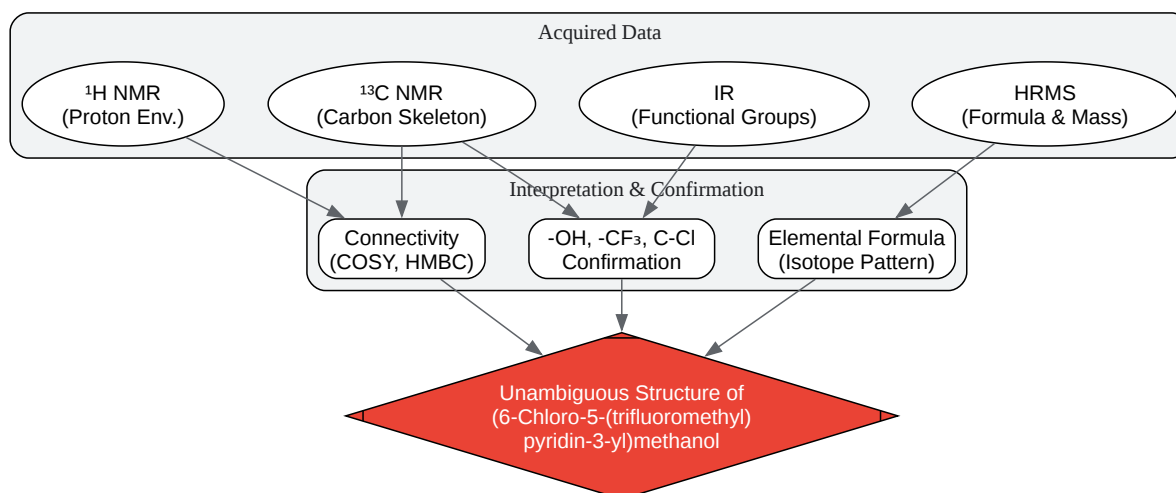 Acquired Data
¹H NMR
(Proton Env.)
¹³C NMR
(Carbon Skeleton)
IR
(Functional Groups)
HRMS
(Formula & Mass)
Interpretation & Confirmation
Connectivity
(COSY, HMBC)
-OH, -CF₃, C-Cl
Confirmation
Elemental Formula
(Isotope Pattern)
Unambiguous Structure of
(6-Chloro-5-(trifluoromethyl)
pyridin-3-yl)methanol